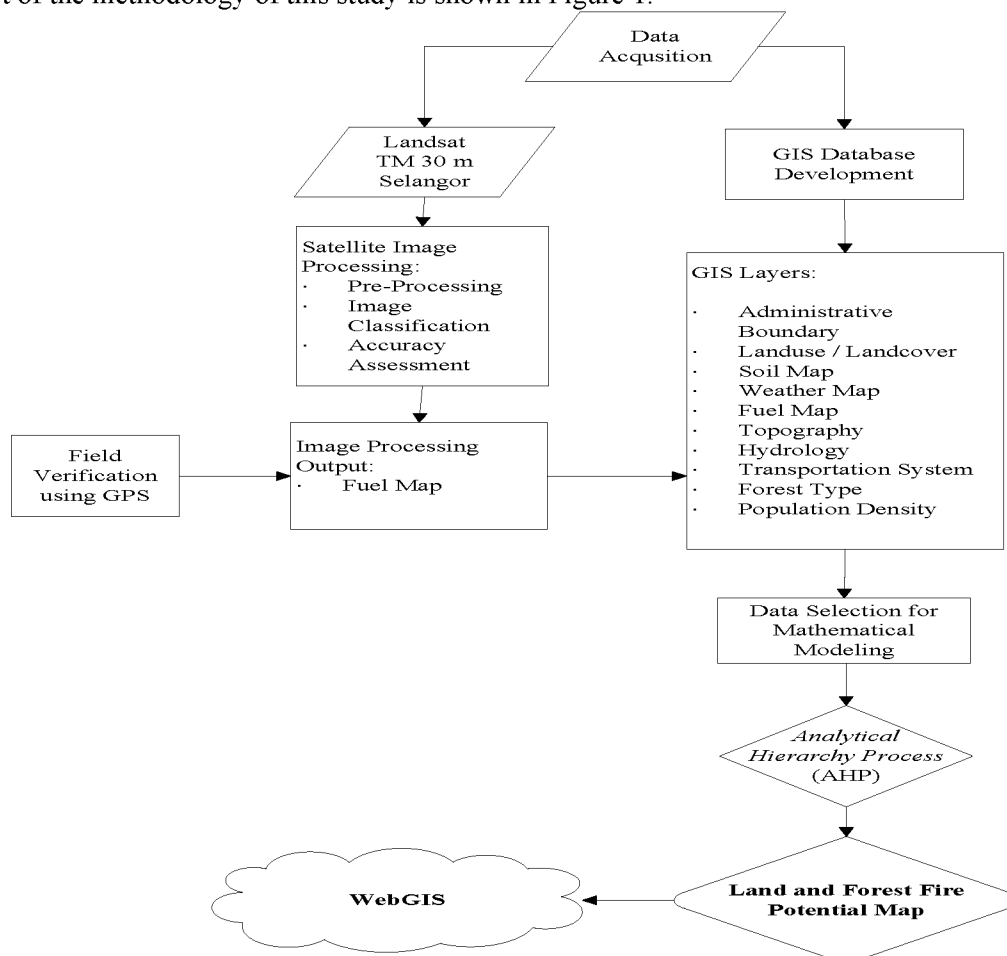 t of the methodology of this study is shown in Figure 1.
Data
Acqusition
Landsat
TM 30 m
Selangor
GIS Database
Development
Satellite Image
Processing:
· Pre-Processing
· Image
Classification
· Accuracy
Assessment
GIS Layers:
· Administrative
Boundary
· Landuse / Landcover
· Soil Map
· Weather Map
· Fuel Map
· Topography
· Hydrology
· Transportation System
· Forest Type
· Population Density
Field
Verification
using GPS
Image Processing
Output:
· Fuel Map
Data Selection for
Mathematical
Modeling
Analytical
Hierarchy Process
(AHP)
Land and Forest Fire
Potential Map
WebGIS